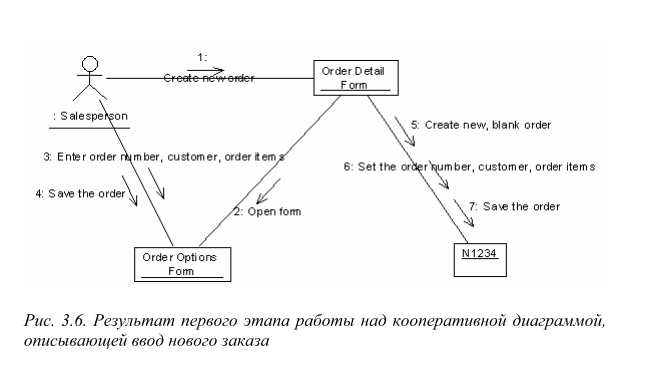 1:
Create new order
Order Detail
Form
: Salesperson
5: Create new, blank order
3: Enter order number, customer, order items
6: Set the order number, customer, order items
4: Save the order
7: Save the order
2: Open form
Order Options
Form
N1234
Рис. 3.6. Результат первого этапа работы над кооперативной диаграммой,
описывающей ввод нового заказа